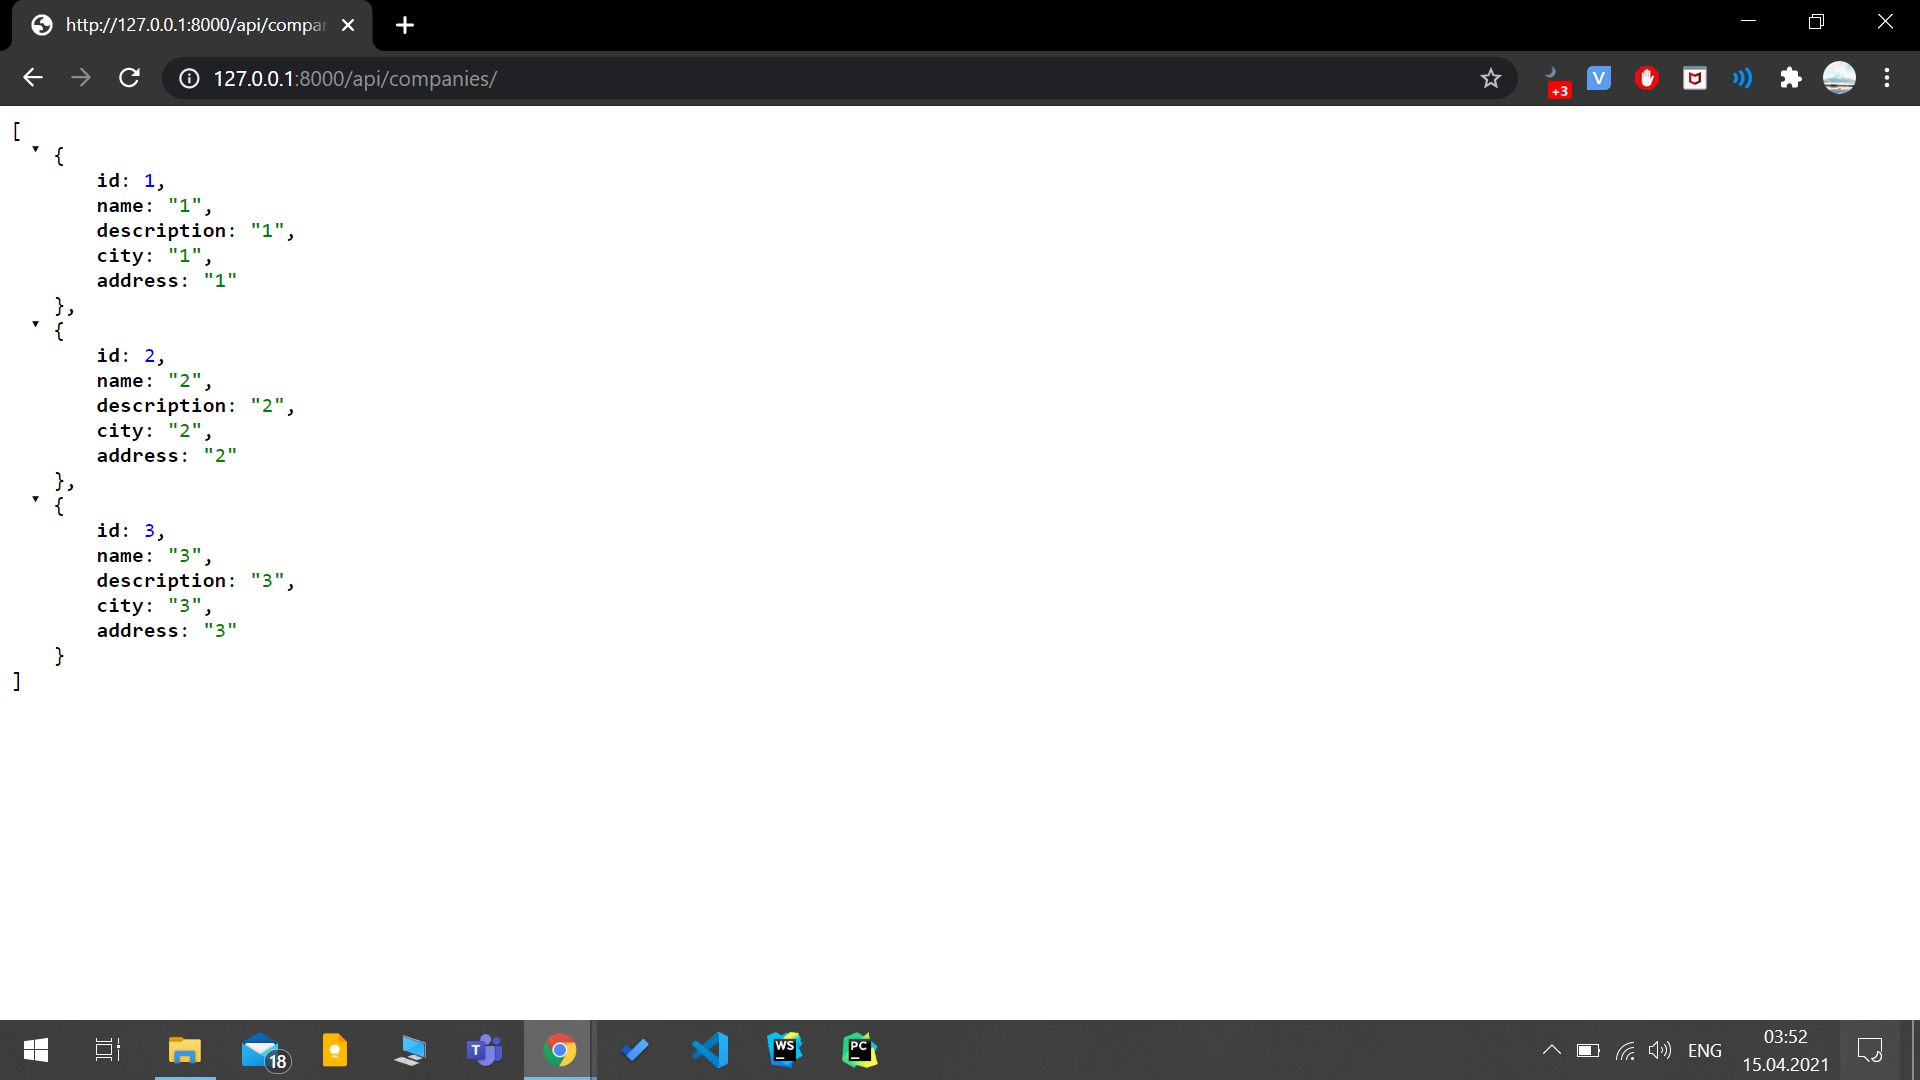 http://127.0.0.1:8000/api/compar
127.0.0.1:8000/api/companies/
+3
V
[
{
id: 1,
name: "1",
description: "1",
city: "1",
address: "1"
},
{
id: 2,
name: "2",
description: "2",
city: "2",
address: "2"
},
{
id: 3,
name: "3",
description: "3",
city: "3",
address: "3"
}
]
18
T
WS
PC
ENG
03:52
15.04.2021